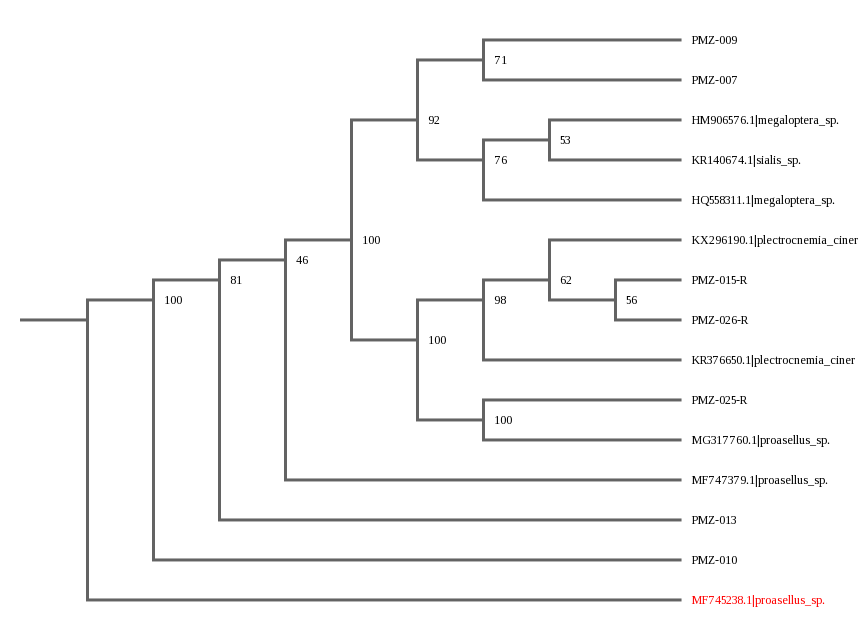 PMZ-009
71
PMZ-007
92
HM906576.1|megaloptera_sp.
53
76
KR140674.1|sialis_sp.
HQ558311.1|megaloptera_sp.
100
46
KX296190.1|plectrocnemia_ciner
81
62
PMZ-015-R
100
98
56
PMZ-026-R
100
KR376650.1|plectrocnemia_ciner
PMZ-025-R
100
MG317760.1|proasellus_sp.
MF747379.1|proasellus_sp.
PMZ-013
PMZ-010
MF745238.1|proasellus_sp.